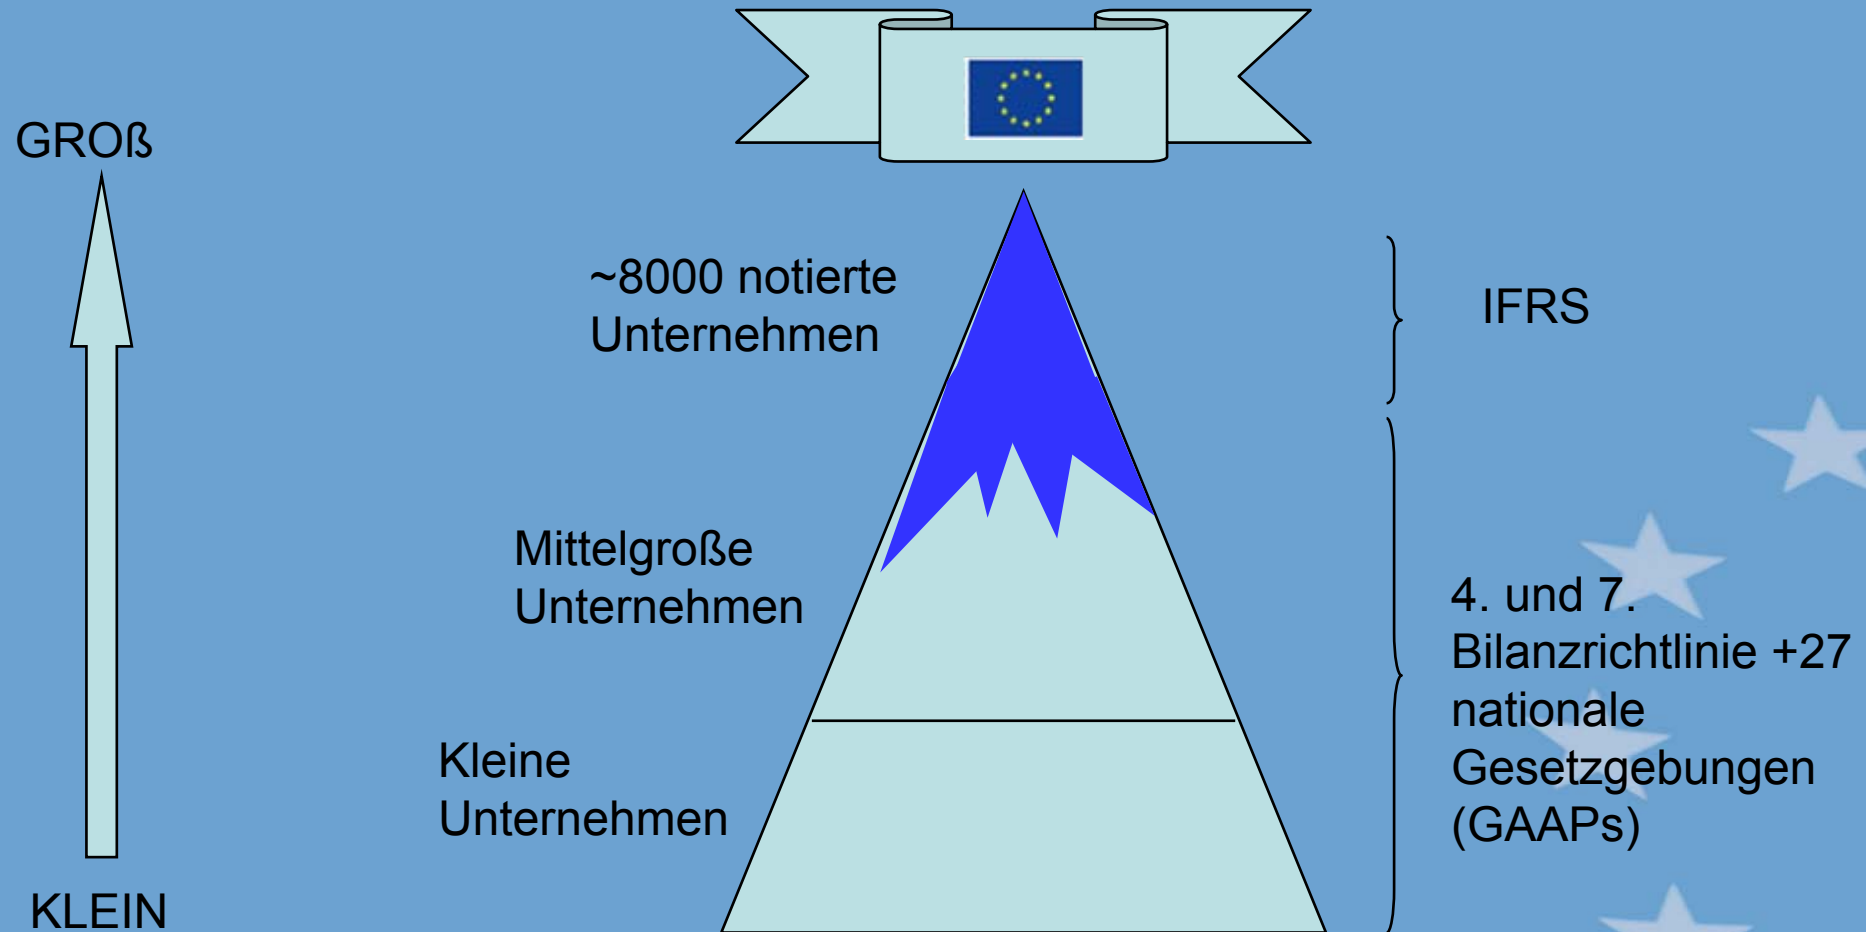 GROß
~8000 notierte
Unternehmen
IFRS
Mittelgroße
Unternehmen
4. und 7.
Bilanzrichtlinie +27
nationale
Gesetzgebungen
(GAAPs)
Kleine
Unternehmen
KLEIN